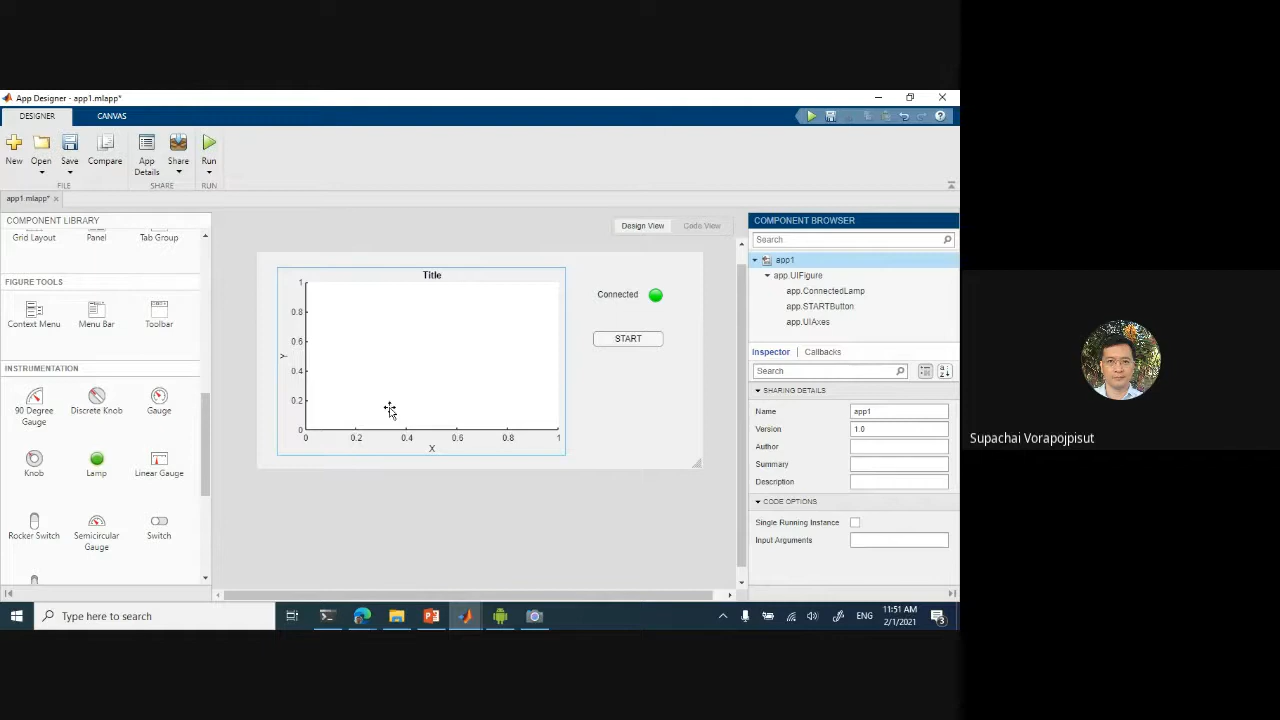 App Designer - app1.mlapp*
DESIGNER
CANVAS
New
Open
Save
Compare
App
Details
Share
Run
FILE
SHARE
RUN
app1.mlapp*
COMPONENT LIBRARY
Grid Layout
Panel
Tab Group
FIGURE TOOLS
Context Menu
Menu Bar
Toolbar
INSTRUMENTATION
90 Degree
Gauge
Discrete Knob
Gauge
Knob
Lamp
Linear Gauge
Rocker Switch
Semicircular
Gauge
Switch
Design View
Code View
Title
1
0.8
0.6
0.4
0.2
0
Y
0
0.2
0.4
0.6
0.8
1
X
Connected
START
COMPONENT BROWSER
Search
app1
app.UIFigure
app.ConnectedLamp
app.STARTButton
app.UIAxes
Inspector
Callbacks
Search
SHARING DETAILS
Name
app1
Version
1.0
Author
Summary
Description
CODE OPTIONS
Single Running Instance
Input Arguments
Type here to search
ENG
11:51 AM
2/1/2021
3
Supachai Vorapojpisut